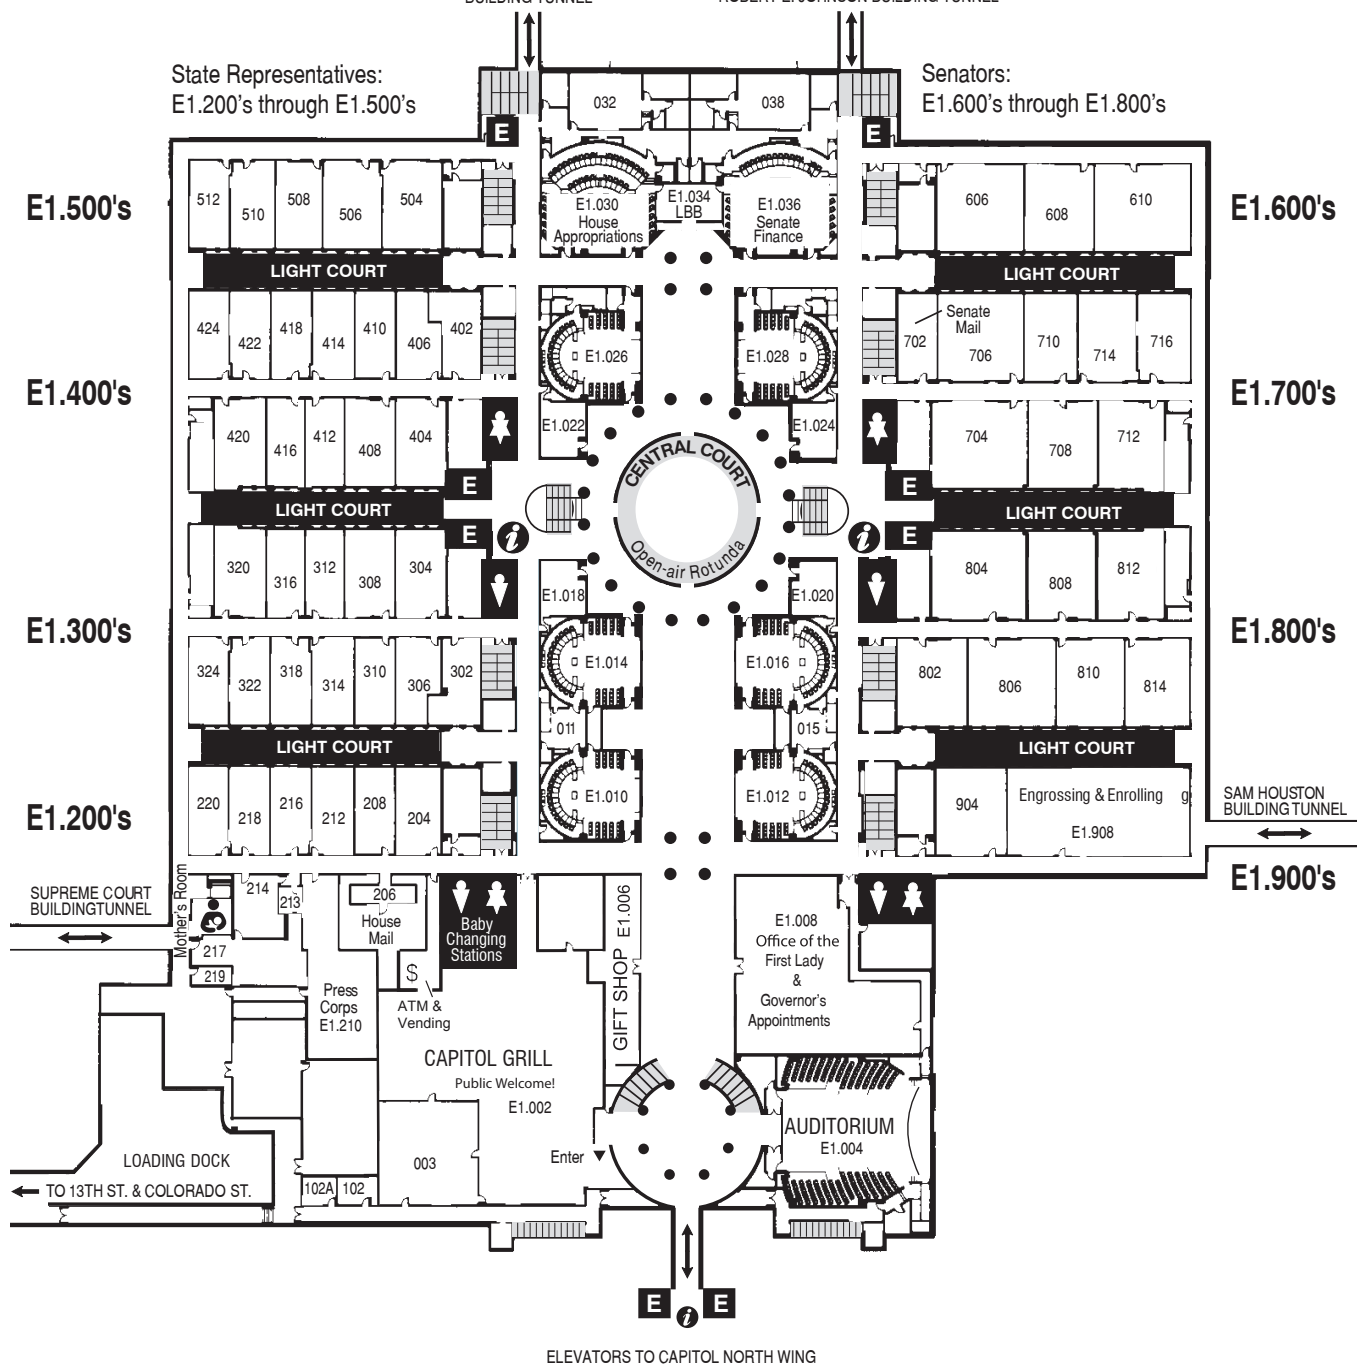 BUILDING TUNNEL
ROBERT E. JOHNSON BUILDING TUNNEL
State Representatives:
E1.200's through E1.500's
Senators:
E1.600's through E1.800's
032
038
E
E
E1.500's
512
510
508
506
504
E1.030
House
Appropriations
E1.034
LBB
E1.036
Senate
Finance
606
608
610
E1.600's
LIGHT COURT
LIGHT COURT
424
422
418
414
410
406
402
E1.026
E1.028
702
Senate
Mail
706
710
714
716
E1.400's
E1.700's
420
416
412
408
404
E1.022
E1.024
704
708
712
E
E
CENTRAL COURT
Open-air Rotunda
LIGHT COURT
LIGHT COURT
E
i
i
E
320
316
312
308
304
E1.018
E1.020
804
808
812
E1.300's
E1.800's
324
322
318
314
310
306
302
E1.014
E1.016
802
806
810
814
011
015
LIGHT COURT
LIGHT COURT
E1.200's
220
218
216
212
208
204
E1.010
E1.012
904
Engrossing & Enrolling
g
E1.908
SAM HOUSTON
BUILDING TUNNEL
E1.900's
SUPREME COURT
BUILDINGTUNNEL
Mother's Room
214
213
206
House
Mail
217
219
Baby
Changing
Stations
$
ATM &
Vending
Press
Corps
E1.210
GIFT SHOP E1.006
E1.008
Office of the
First Lady
&
Governor's
Appointments
CAPITOL GRILL
Public Welcome!
E1.002
AUDITORIUM
E1.004
Enter
003
LOADING DOCK
TO 13TH ST. & COLORADO ST.
102A
102
E
i
E
ELEVATORS TO CAPITOL NORTH WING